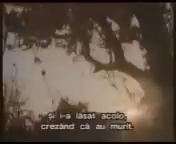 și i-a lăsat acolo,
crezând că au murit.